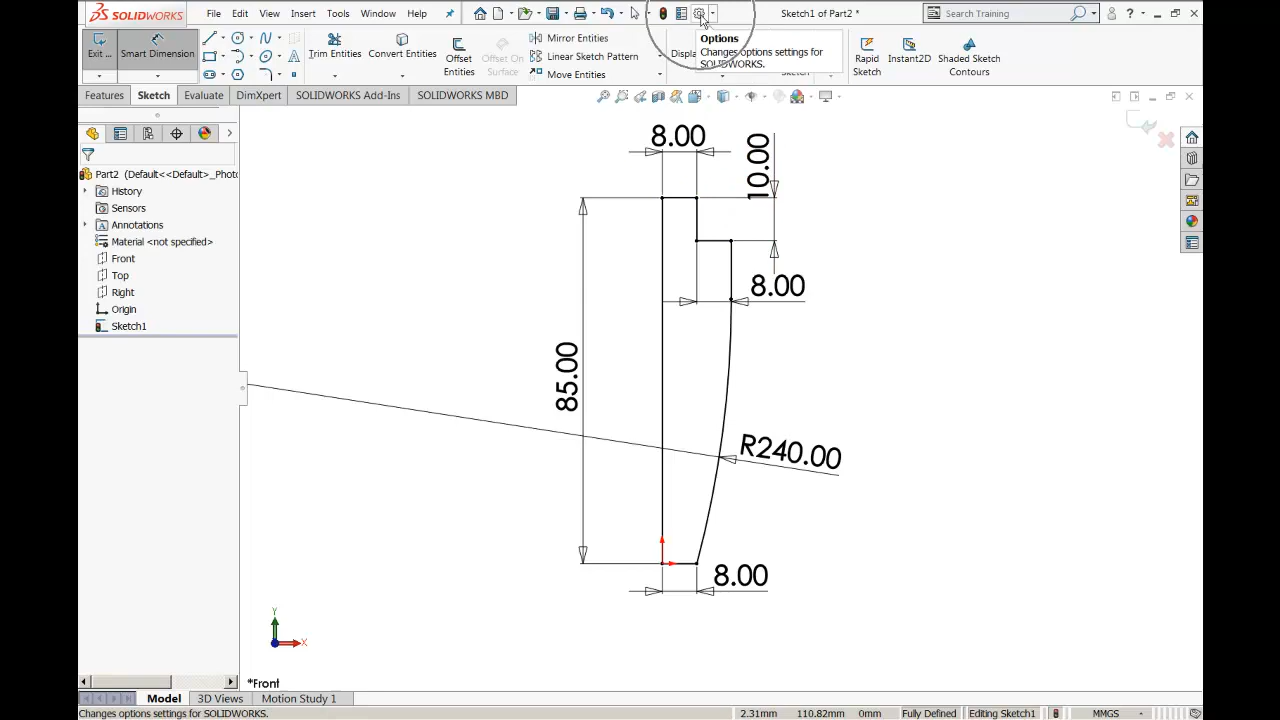 SOLIDWORKS File Edit View Insert Tools Window Help Sketch1 of Part2 * Search Training
Options
Changes options settings for
SOLIDWORKS.
Exit ... Smart Dimension Trim Entities Convert Entities Offset Entities Offset On Surface Mirror Entities Linear Sketch Pattern Move Entities Displa Rapid Sketch Instant2D Shaded Sketch Contours
Features Sketch Evaluate DimXpert SOLIDWORKS Add-Ins SOLIDWORKS MBD
Part2 (Default<<Default>_Phot
History
Sensors
Annotations
Material <not specified>
Front
Top
Right
Origin
Sketch1
8.00
10.00
8.00
85.00
R240.00
8.00
Y
X
*Front
Model 3D Views Motion Study 1
Changes options settings for SOLIDWORKS. 2.31mm 110.82mm 0mm Fully Defined Editing Sketch1 MMGS